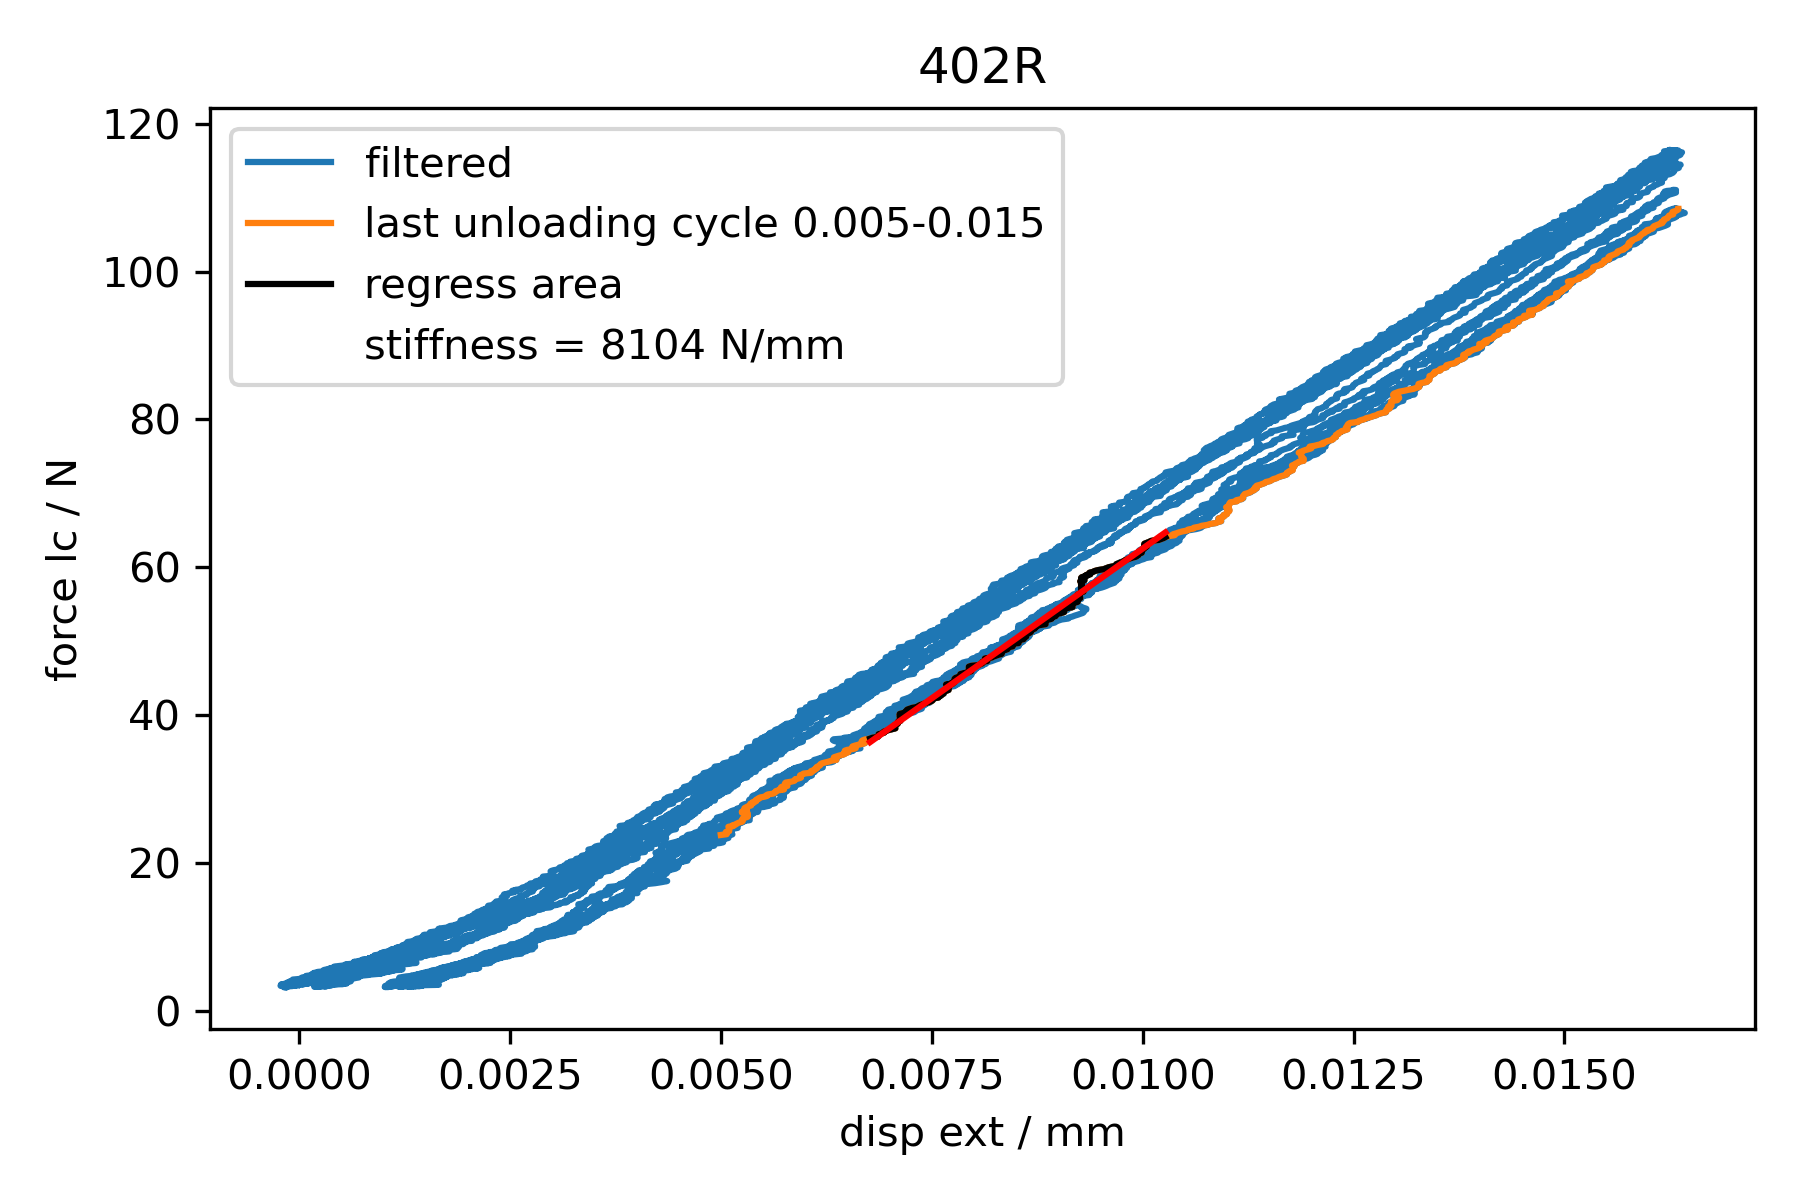 402R
120
100
80
60
40
20
0
force lc / N
filtered
last unloading cycle 0.005-0.015
regress area
stiffness = 8104 N/mm
0.0000 0.0025 0.0050 0.0075 0.0100 0.0125 0.0150
disp ext / mm